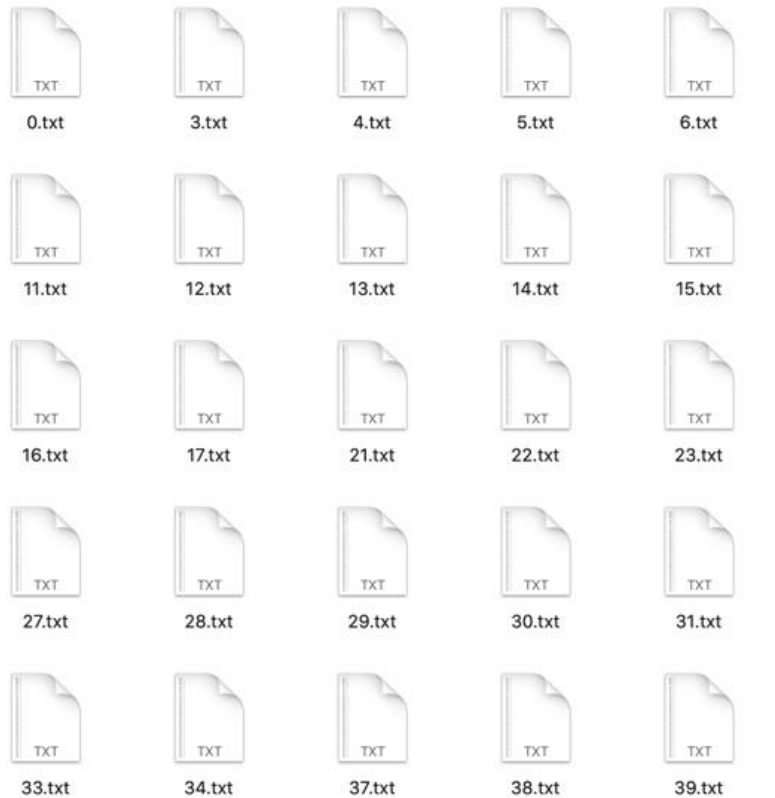 TXT TXT TXT TXT TXT
0.txt 3.txt 4.txt 5.txt 6.txt
TXT TXT TXT TXT TXT
11.txt 12.txt 13.txt 14.txt 15.txt
TXT TXT TXT TXT TXT
16.txt 17.txt 21.txt 22.txt 23.txt
TXT TXT TXT TXT TXT
27.txt 28.txt 29.txt 30.txt 31.txt
TXT TXT TXT TXT TXT
33.txt 34.txt 37.txt 38.txt 39.txt